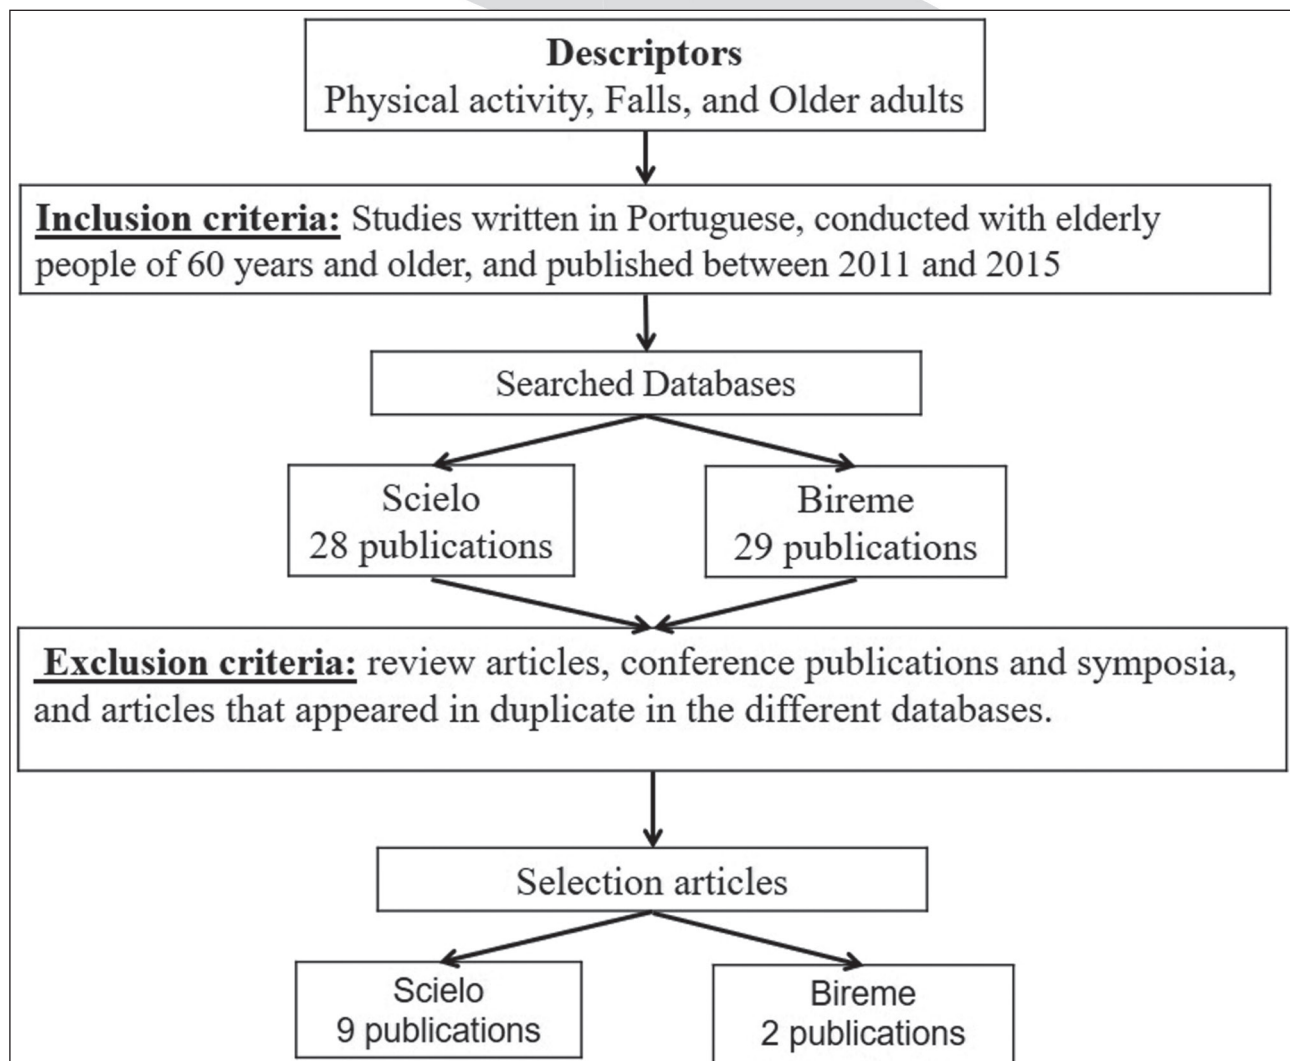 Descriptors
Physical activity, Falls, and Older adults
Inclusion criteria: Studies written in Portuguese, conducted with elderly
people of 60 years and older, and published between 2011 and 2015
Searched Databases
Scielo
28 publications
Bireme
29 publications
Exclusion criteria: review articles, conference publications and symposia,
and articles that appeared in duplicate in the different databases.
Selection articles
Scielo
9 publications
Bireme
2 publications